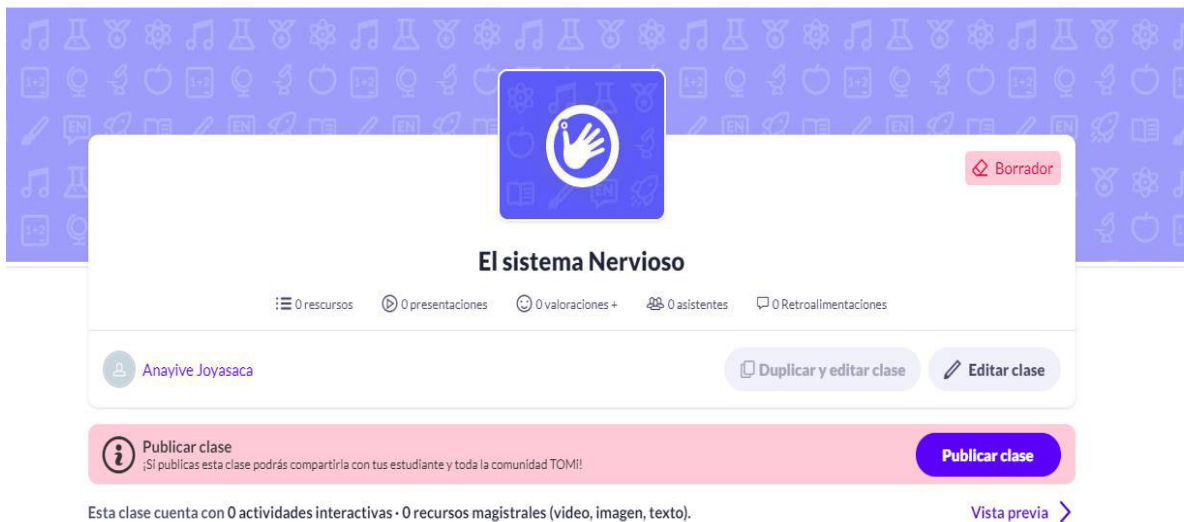 Borrador
El sistema Nervioso
0 rescursos 0 presentaciones 0 valoraciones + 0 asistentes 0 Retroalimentaciones
Anayive Joyasaca Duplicar y editar clase Editar clase
Publicar clase
¡Si publicas esta clase podrás compartirla con tus estudiante y toda la comunidad TOMi!
Publicar clase
Esta clase cuenta con 0 actividades interactivas · 0 recursos magistrales (video, imagen, texto). Vista previa